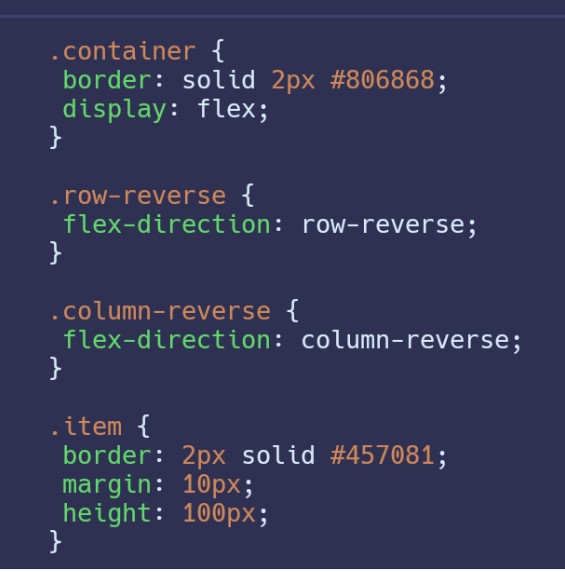 .container {
border: solid 2px #806868;
display: flex;
}
.row-reverse {
flex-direction: row-reverse;
}
.column-reverse {
flex-direction: column-reverse;
}
.item {
border: 2px solid #457081;
margin: 10px;
height: 100px;
}